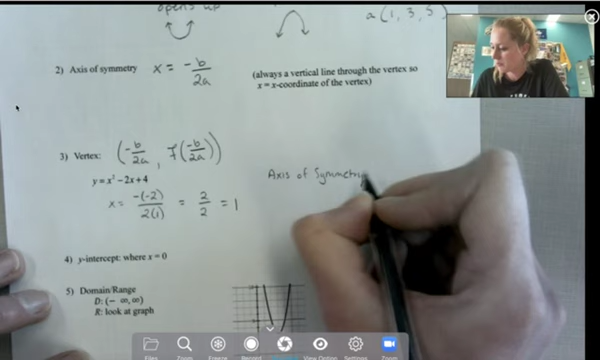 opens up
a (1, 3, 5)
2) Axis of symmetry x = -b/2a (always a vertical line through the vertex so
x = x-coordinate of the vertex)
3) Vertex: (-b/2a, f(-b/2a))
y = x² – 2x + 4
x = -(-2)/2(1) = 2/2 = 1
Axis of Symmetry
4) y-intercept: where x = 0
5) Domain/Range
D: (– ∞, ∞)
R: look at graph
Files Zoom Freeze Record View Option Settings Zoom